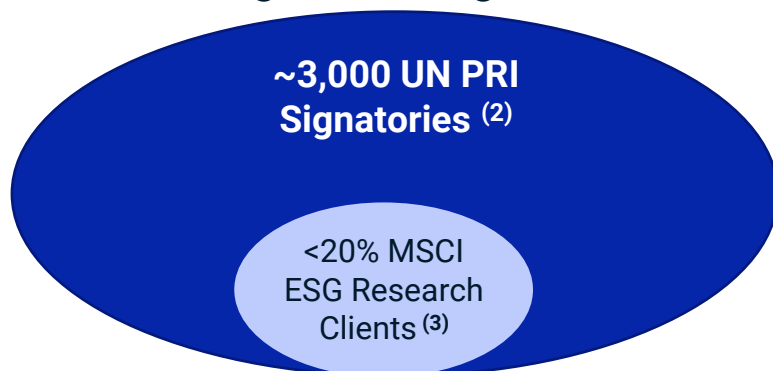 ~3,000 UN PRI
Signatories (2)
<20% MSCI
ESG Research
Clients (3)